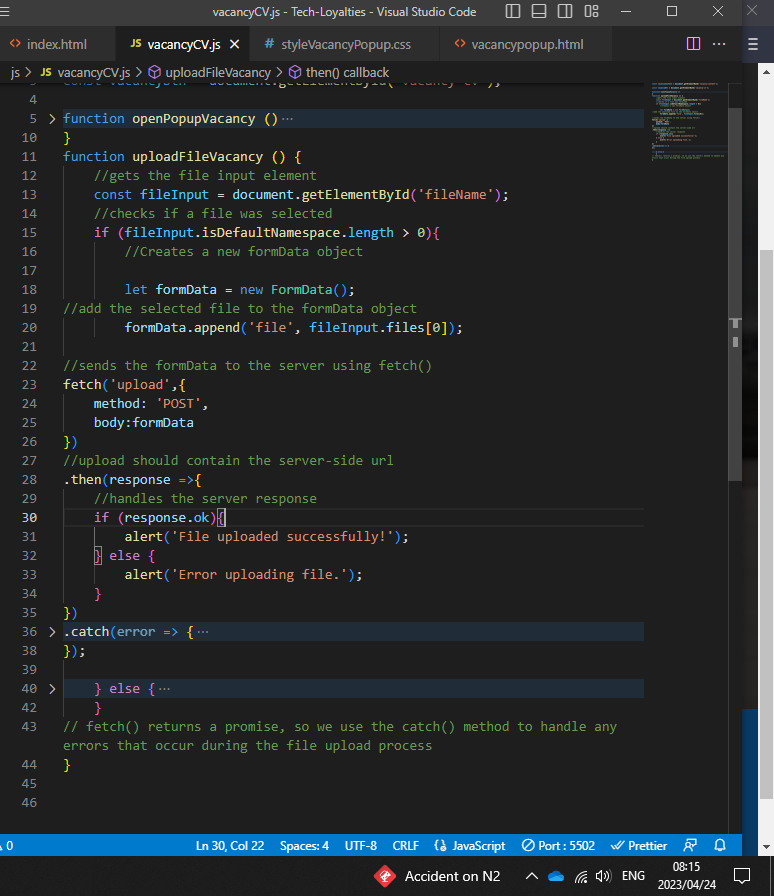 vacancyCV.js - Tech-Loyalties - Visual Studio Code
index.html JS vacancyCV.js # styleVacancyPopup.css vacancypopup.html
js > JS vacancyCV.js > uploadFileVacancy > then() callback
4
5 function openPopupVacancy ()…
10 }
11 function uploadFileVacancy () {
12 //gets the file input element
13 const fileInput = document.getElementById('fileName');
14 //checks if a file was selected
15 if (fileInput.isDefaultNamespace.length > 0){
16 //Creates a new formData object
17
18 let formData = new FormData();
19 //add the selected file to the formData object
20 formData.append('file', fileInput.files[0]);
21
22 //sends the formData to the server using fetch()
23 fetch('upload',{
24 method: 'POST',
25 body:formData
26 })
27 //upload should contain the server-side url
28 .then(response =>{
29 //handles the server response
30 if (response.ok){
31 alert('File uploaded successfully!');
32 } else {
33 alert('Error uploading file.');
34 }
35 })
36 .catch(error => {…
38 });
39
40 } else {…
42 }
43 // fetch() returns a promise, so we use the catch() method to handle any
errors that occur during the file upload process
44 }
45
46
0 Ln 30, Col 22 Spaces: 4 UTF-8 CRLF JavaScript Port : 5502 Prettier
Accident on N2 ENG 08:15
2023/04/24